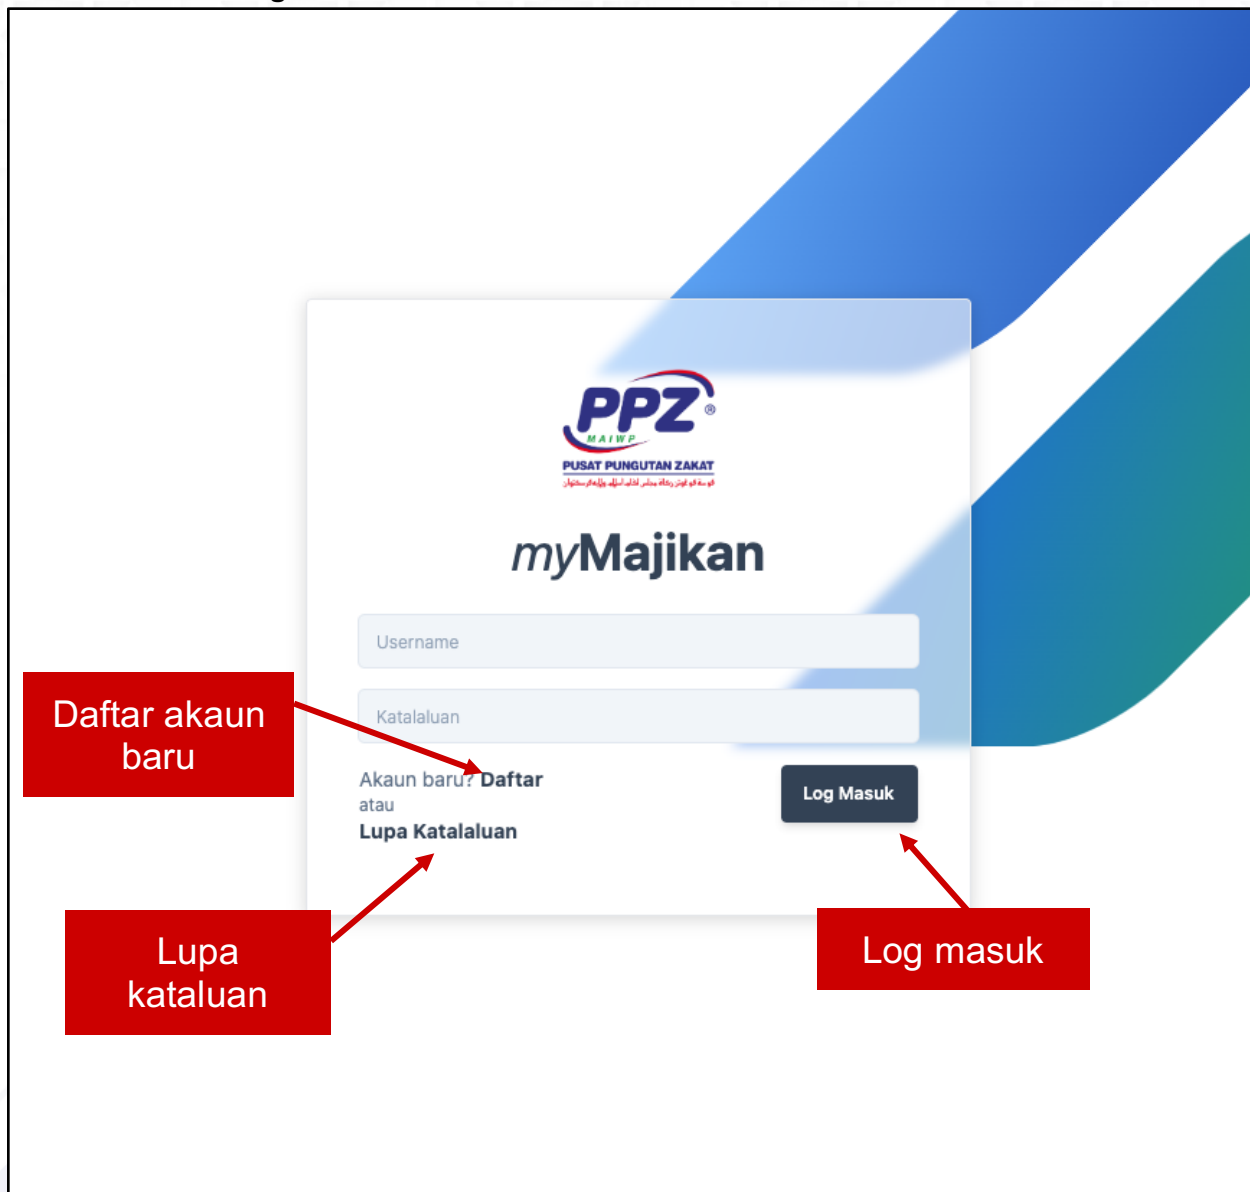 PPZ®
MAIWP
PUSAT PUNGUTAN ZAKAT
myMajikan
Username
Katalaluan
Daftar akaun
baru
Akaun baru? Daftar
atau
Lupa Katalaluan
Log Masuk
Lupa
kataluan
Log masuk